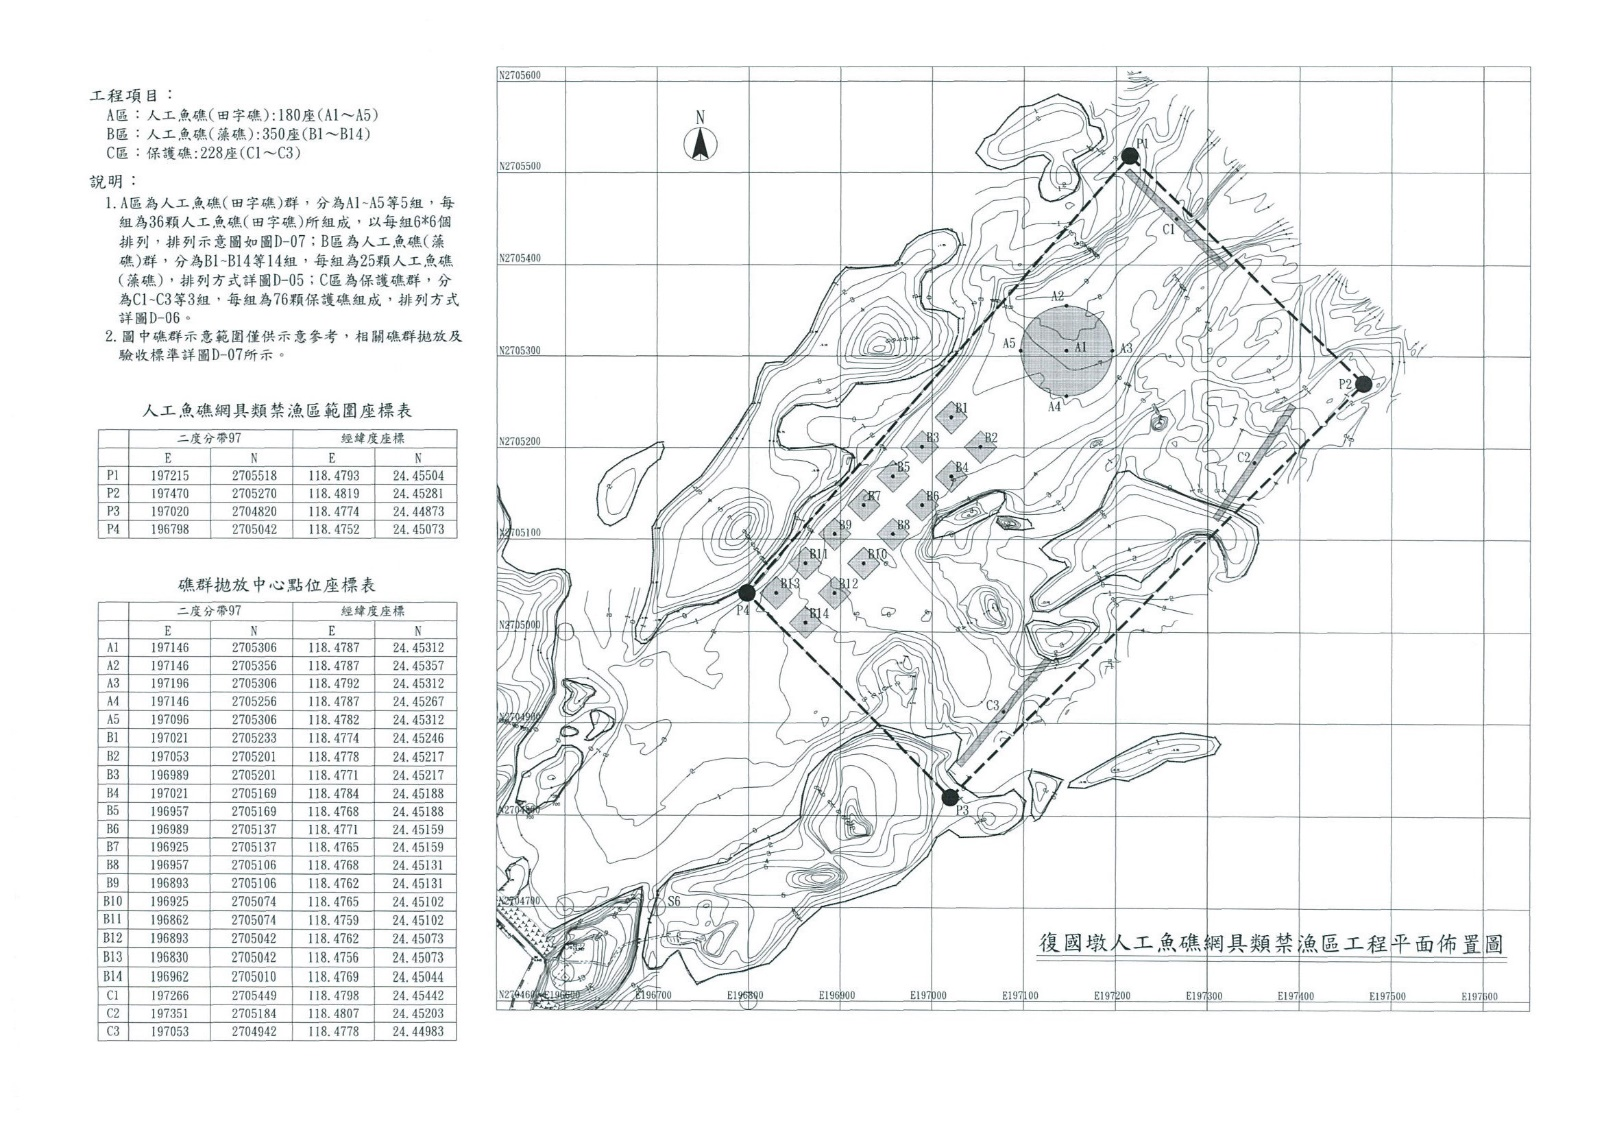 工程項目：
A區：人工魚礁(田字礁):180座(A1～A5)
B區：人工魚礁(藻礁):350座(B1～B14)
C區：保護礁:228座(C1～C3)
說明：
1. A區為人工魚礁(田字礁)群，分為A1~A5等5組，每
組為36顆人工魚礁(田字礁)所組成，以每組6*6個
排列，排列示意圖如圖D-07；B區為人工魚礁(藻
礁)群，分為B1~B14等14組，每組為25顆人工魚礁
(藻礁)，排列方式詳圖D-05；C區為保護礁群，分
為C1~C3等3組，每組為76顆保護礁組成，排列方式
詳圖D-06。
2. 圖中礁群示意範圍僅供示意參考，相關礁群拋放及
驗收標準詳圖D-07所示。
人工魚礁網具類禁漁區範圍座標表
二度分帶97 經緯度座標
E N E N
P1 197215 2705518 118.4793 24.45504
P2 197470 2705270 118.4819 24.45281
P3 197020 2704820 118.4774 24.44873
P4 196798 2705042 118.4752 24.45073
礁群拋放中心點位座標表
二度分帶97 經緯度座標
E N E N
A1 197146 2705306 118.4787 24.45312
A2 197146 2705356 118.4787 24.45357
A3 197196 2705306 118.4792 24.45312
A4 197146 2705256 118.4787 24.45267
A5 197096 2705306 118.4782 24.45312
B1 197021 2705233 118.4774 24.45246
B2 197053 2705201 118.4778 24.45217
B3 196989 2705201 118.4771 24.45217
B4 197021 2705169 118.4784 24.45188
B5 196957 2705169 118.4768 24.45188
B6 196989 2705137 118.4771 24.45159
B7 196925 2705137 118.4765 24.45159
B8 196957 2705106 118.4768 24.45131
B9 196893 2705106 118.4762 24.45131
B10 196925 2705074 118.4765 24.45102
B11 196862 2705074 118.4759 24.45102
B12 196893 2705042 118.4762 24.45073
B13 196830 2705042 118.4756 24.45073
B14 196962 2705010 118.4769 24.45044
C1 197266 2705449 118.4798 24.45442
C2 197351 2705184 118.4807 24.45203
C3 197053 2704942 118.4778 24.44983
N2705600
N
P1
N2705500
C1
N2705400
A2
A5 A1 A3
N2705300
P2
A4
B1
N2705200
B3 B2
C2
B5 B4
B7 B6
N2705100
B9 B8
B11 B10
B13 B12
P4
B14
N2705000
C3
N2704900
P3
N2704700
S6
復國墩人工魚礁網具類禁漁區工程平面佈置圖
E196700 E196800 E196900 E197000 E197100 E197200 E197300 E197400 E197500 E197600